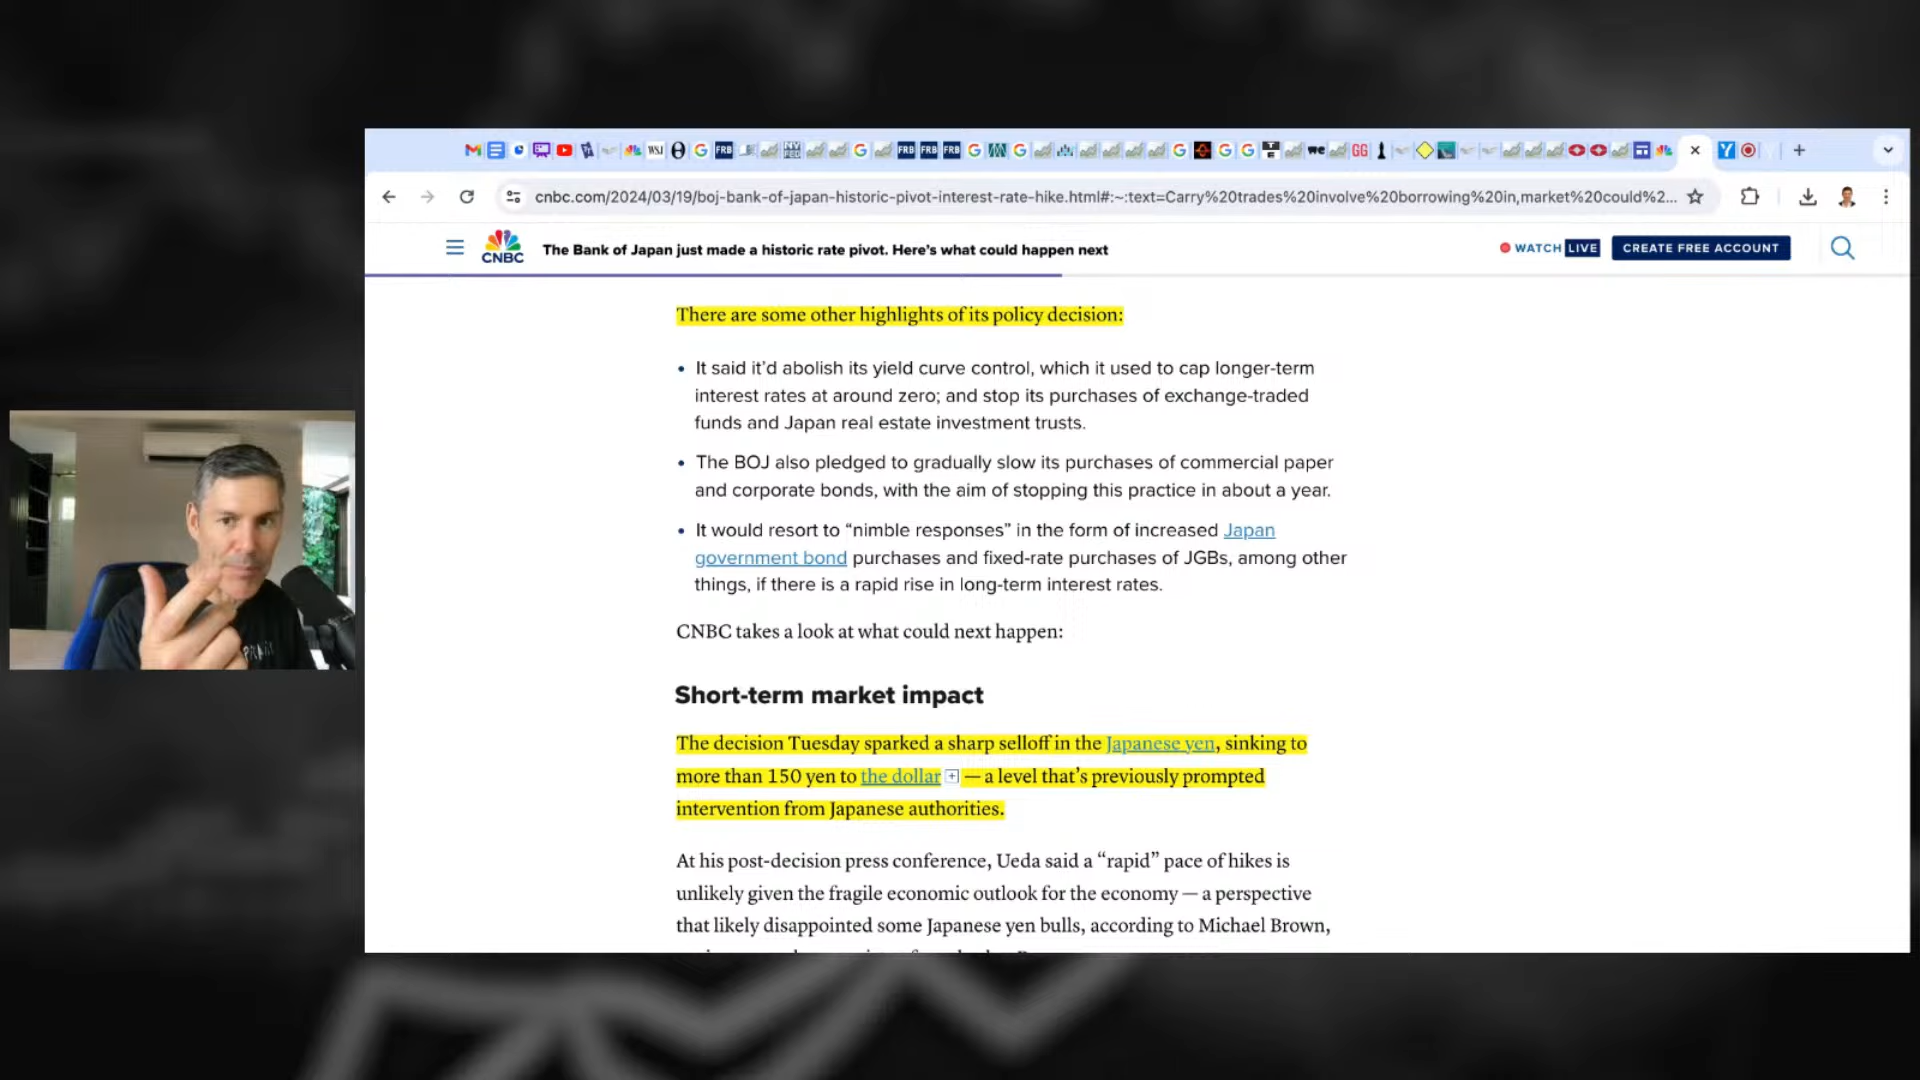 WSJ
FRB
NY
FED
FRB
FRB
FRB
GG
cnbc.com/2024/03/19/boj-bank-of-japan-historic-pivot-interest-rate-hike.html#:~:text=Carry%20trades%20involve%20borrowing%20in,market%20could%2...
CNBC
The Bank of Japan just made a historic rate pivot. Here’s what could happen next
WATCH LIVE
CREATE FREE ACCOUNT
There are some other highlights of its policy decision:
• It said it’d abolish its yield curve control, which it used to cap longer-term
interest rates at around zero; and stop its purchases of exchange-traded
funds and Japan real estate investment trusts.
• The BOJ also pledged to gradually slow its purchases of commercial paper
and corporate bonds, with the aim of stopping this practice in about a year.
• It would resort to “nimble responses” in the form of increased Japan
government bond purchases and fixed-rate purchases of JGBs, among other
things, if there is a rapid rise in long-term interest rates.
CNBC takes a look at what could next happen:
Short-term market impact
The decision Tuesday sparked a sharp selloff in the Japanese yen, sinking to
more than 150 yen to the dollar — a level that’s previously prompted
intervention from Japanese authorities.
At his post-decision press conference, Ueda said a “rapid” pace of hikes is
unlikely given the fragile economic outlook for the economy — a perspective
that likely disappointed some Japanese yen bulls, according to Michael Brown,